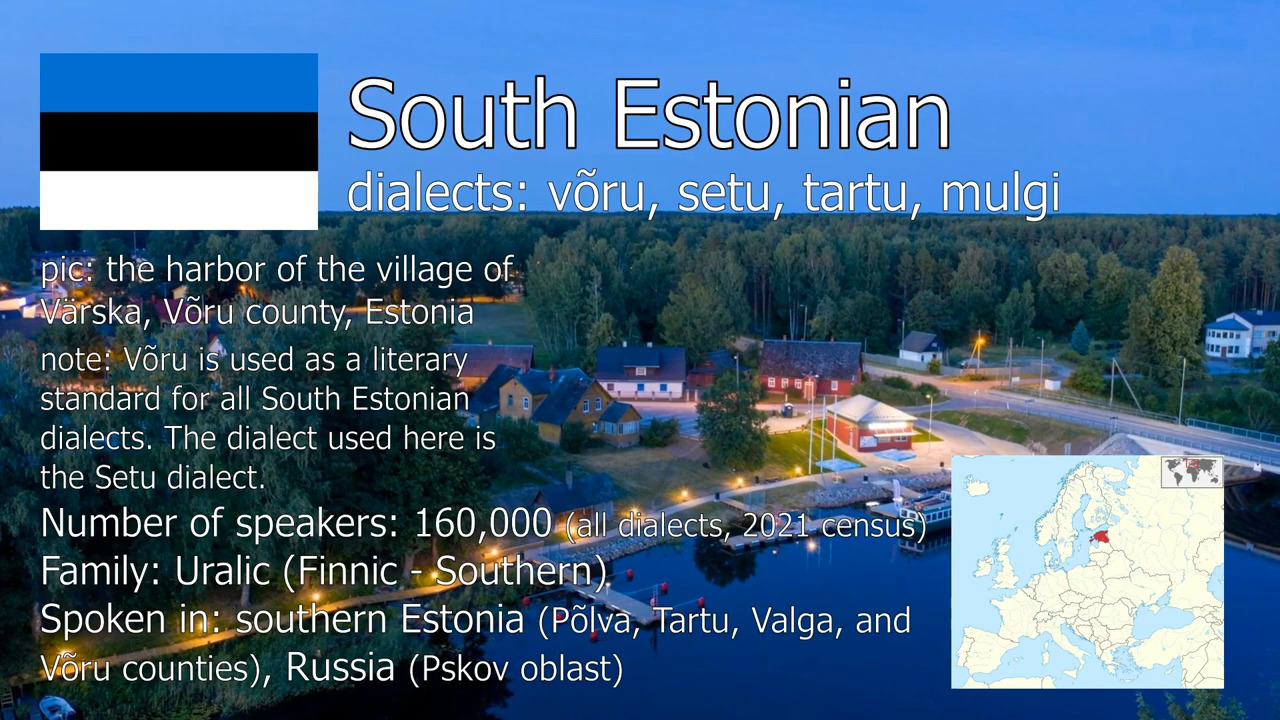 South Estonian
dialects: võru, setu, tartu, mulgi
pic: the harbor of the village of
Värska, Võru county, Estonia
note: Võru is used as a literary
standard for all South Estonian
dialects. The dialect used here is
the Setu dialect.
Number of speakers: 160,000 (all dialects, 2021 census)
Family: Uralic (Finnic - Southern)
Spoken in: southern Estonia (Põlva, Tartu, Valga, and
Võru counties), Russia (Pskov oblast)